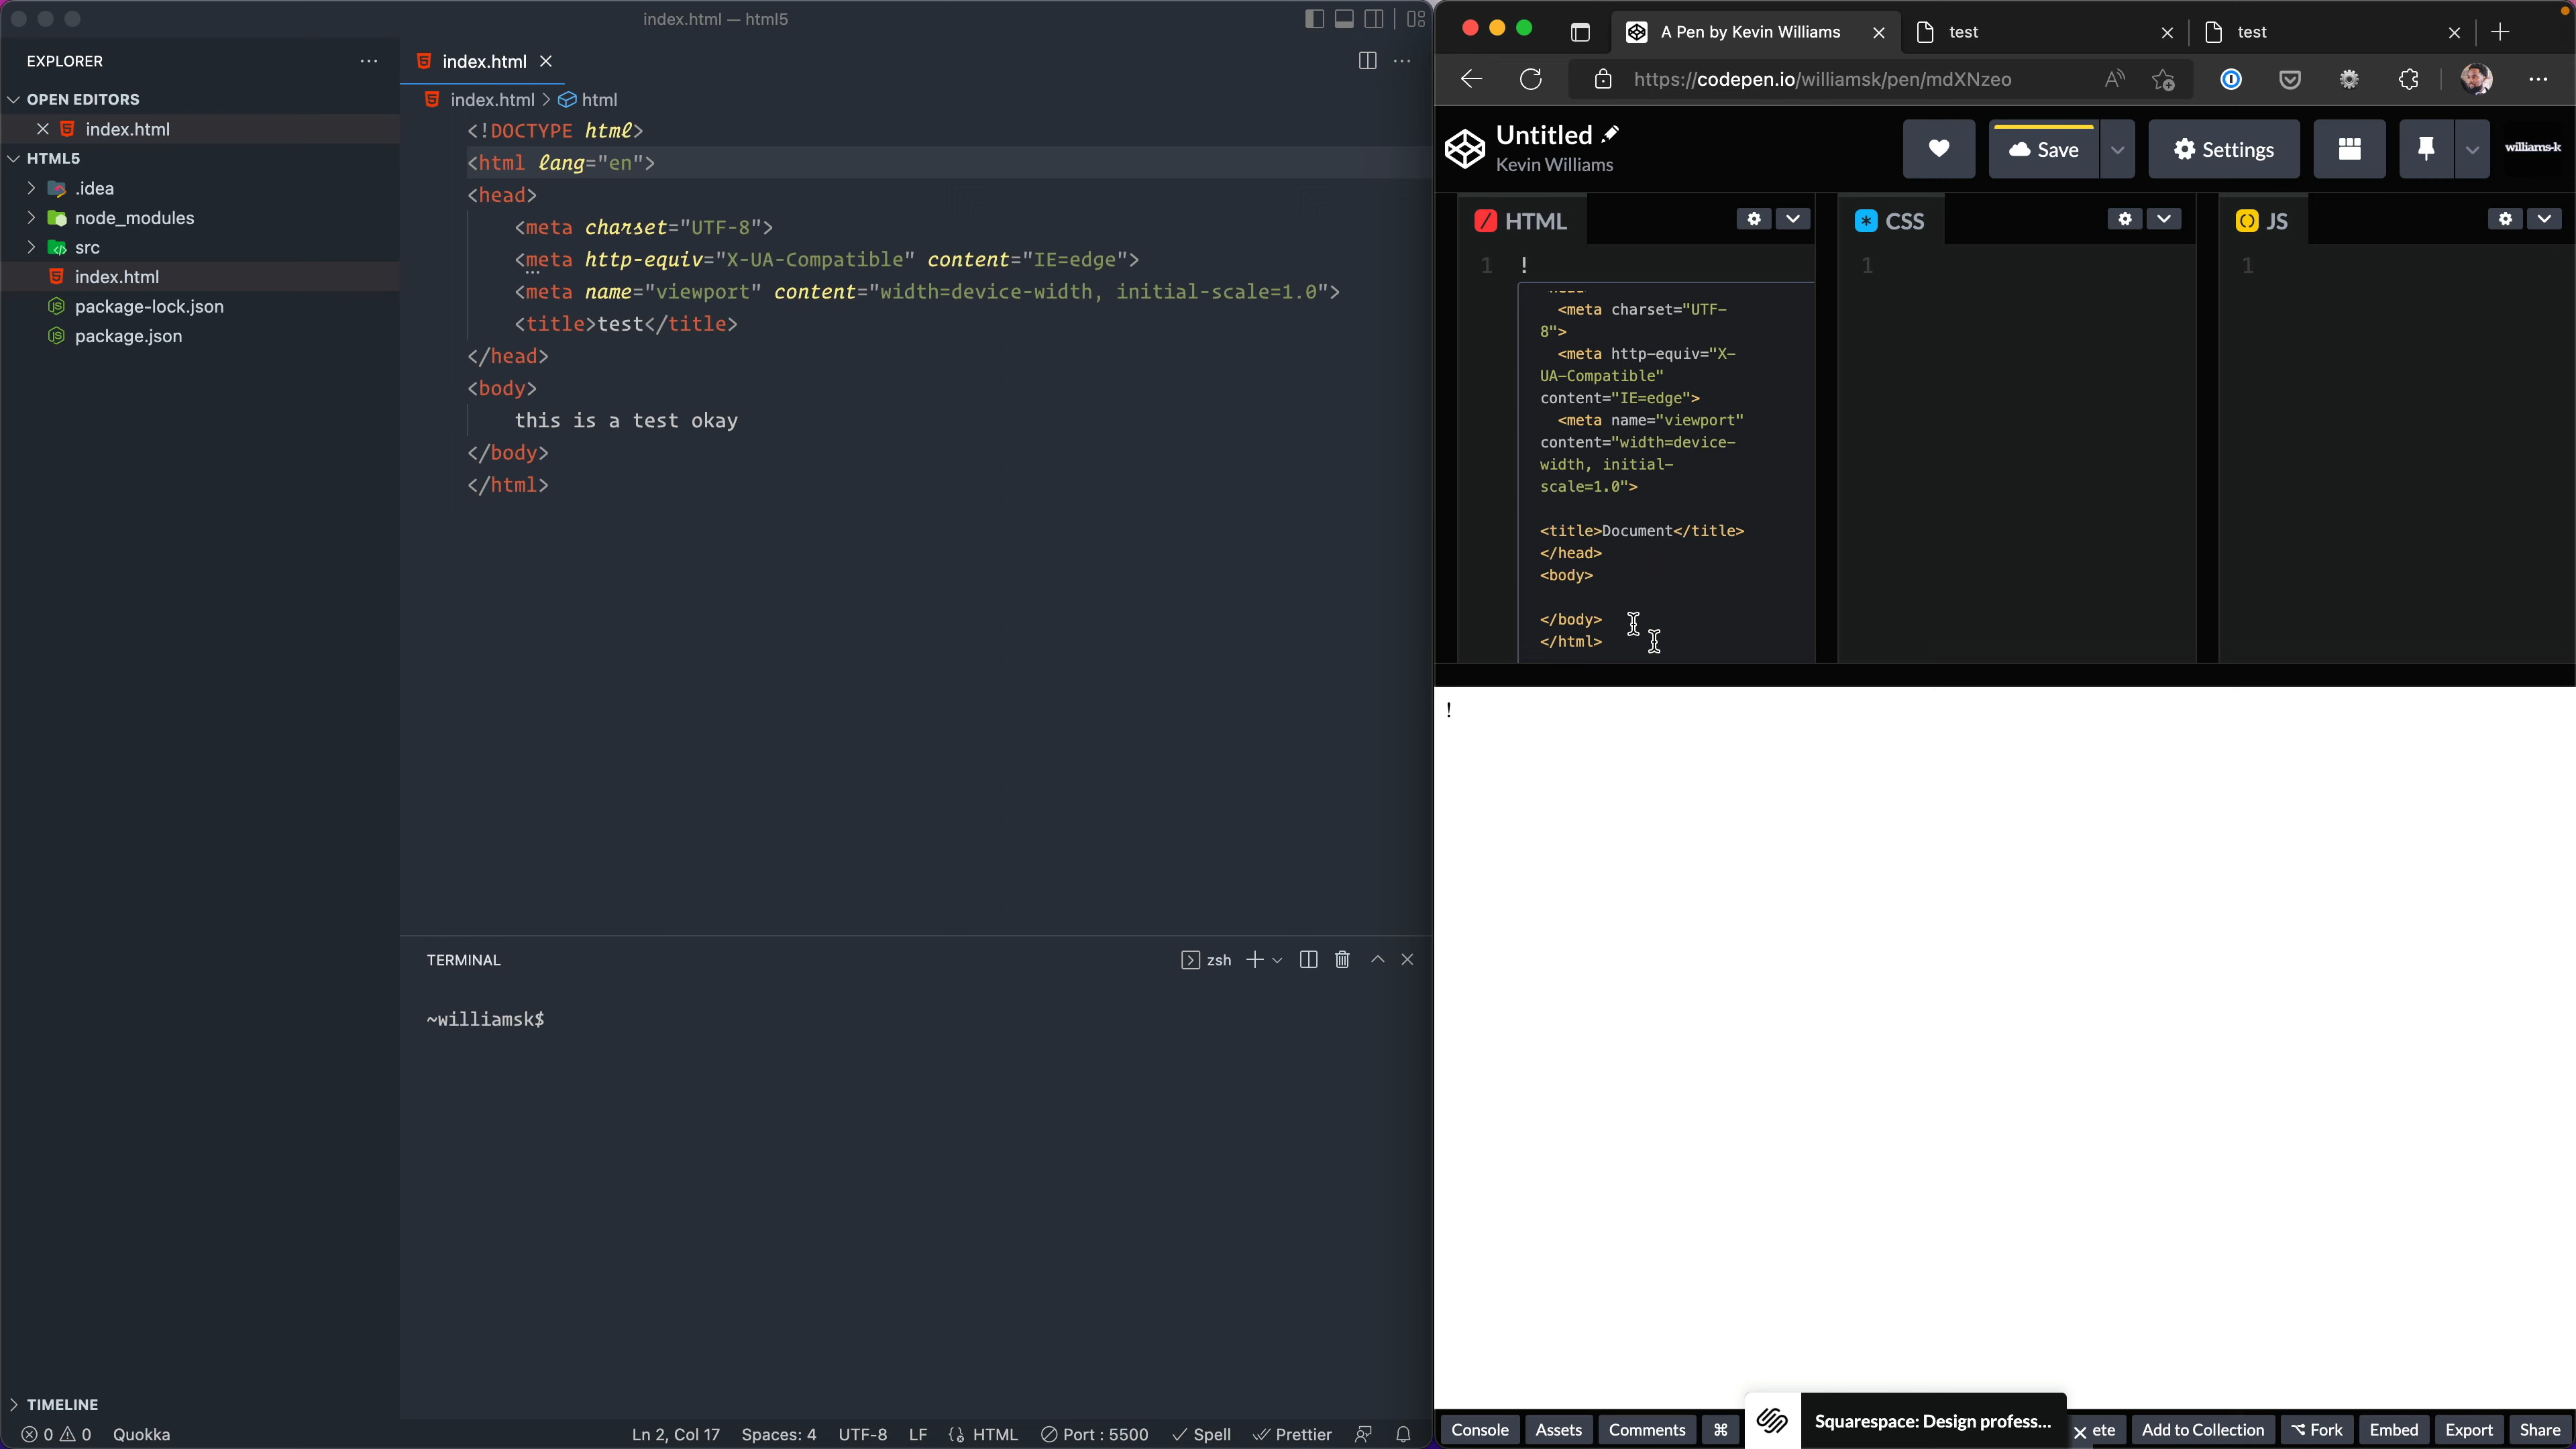 index.html — html5
EXPLORER
OPEN EDITORS
index.html
HTML5
.idea
node_modules
src
index.html
package-lock.json
package.json
TIMELINE
index.html
index.html > html
<!DOCTYPE html>
<html lang="en">
<head>
<meta charset="UTF-8">
<meta http-equiv="X-UA-Compatible" content="IE=edge">
<meta name="viewport" content="width=device-width, initial-scale=1.0">
<title>test</title>
</head>
<body>
this is a test okay
</body>
</html>
TERMINAL
zsh
~williamsk$
0 0 Quokka
Ln 2, Col 17 Spaces: 4 UTF-8 LF HTML Port : 5500 Spell Prettier
A Pen by Kevin Williams
test
test
https://codepen.io/williamsk/pen/mdXNzeo
Untitled
Kevin Williams
Save
Settings
williams-k
HTML
CSS
JS
1 !
<meta charset="UTF-
8">
<meta http-equiv="X-
UA-Compatible"
content="IE=edge">
<meta name="viewport"
content="width=device-
width, initial-
scale=1.0">
<title>Document</title>
</head>
<body>
</body>
</html>
1
1
!
Console Assets Comments ⌘
Squarespace: Design profess...
ete Add to Collection Fork Embed Export Share